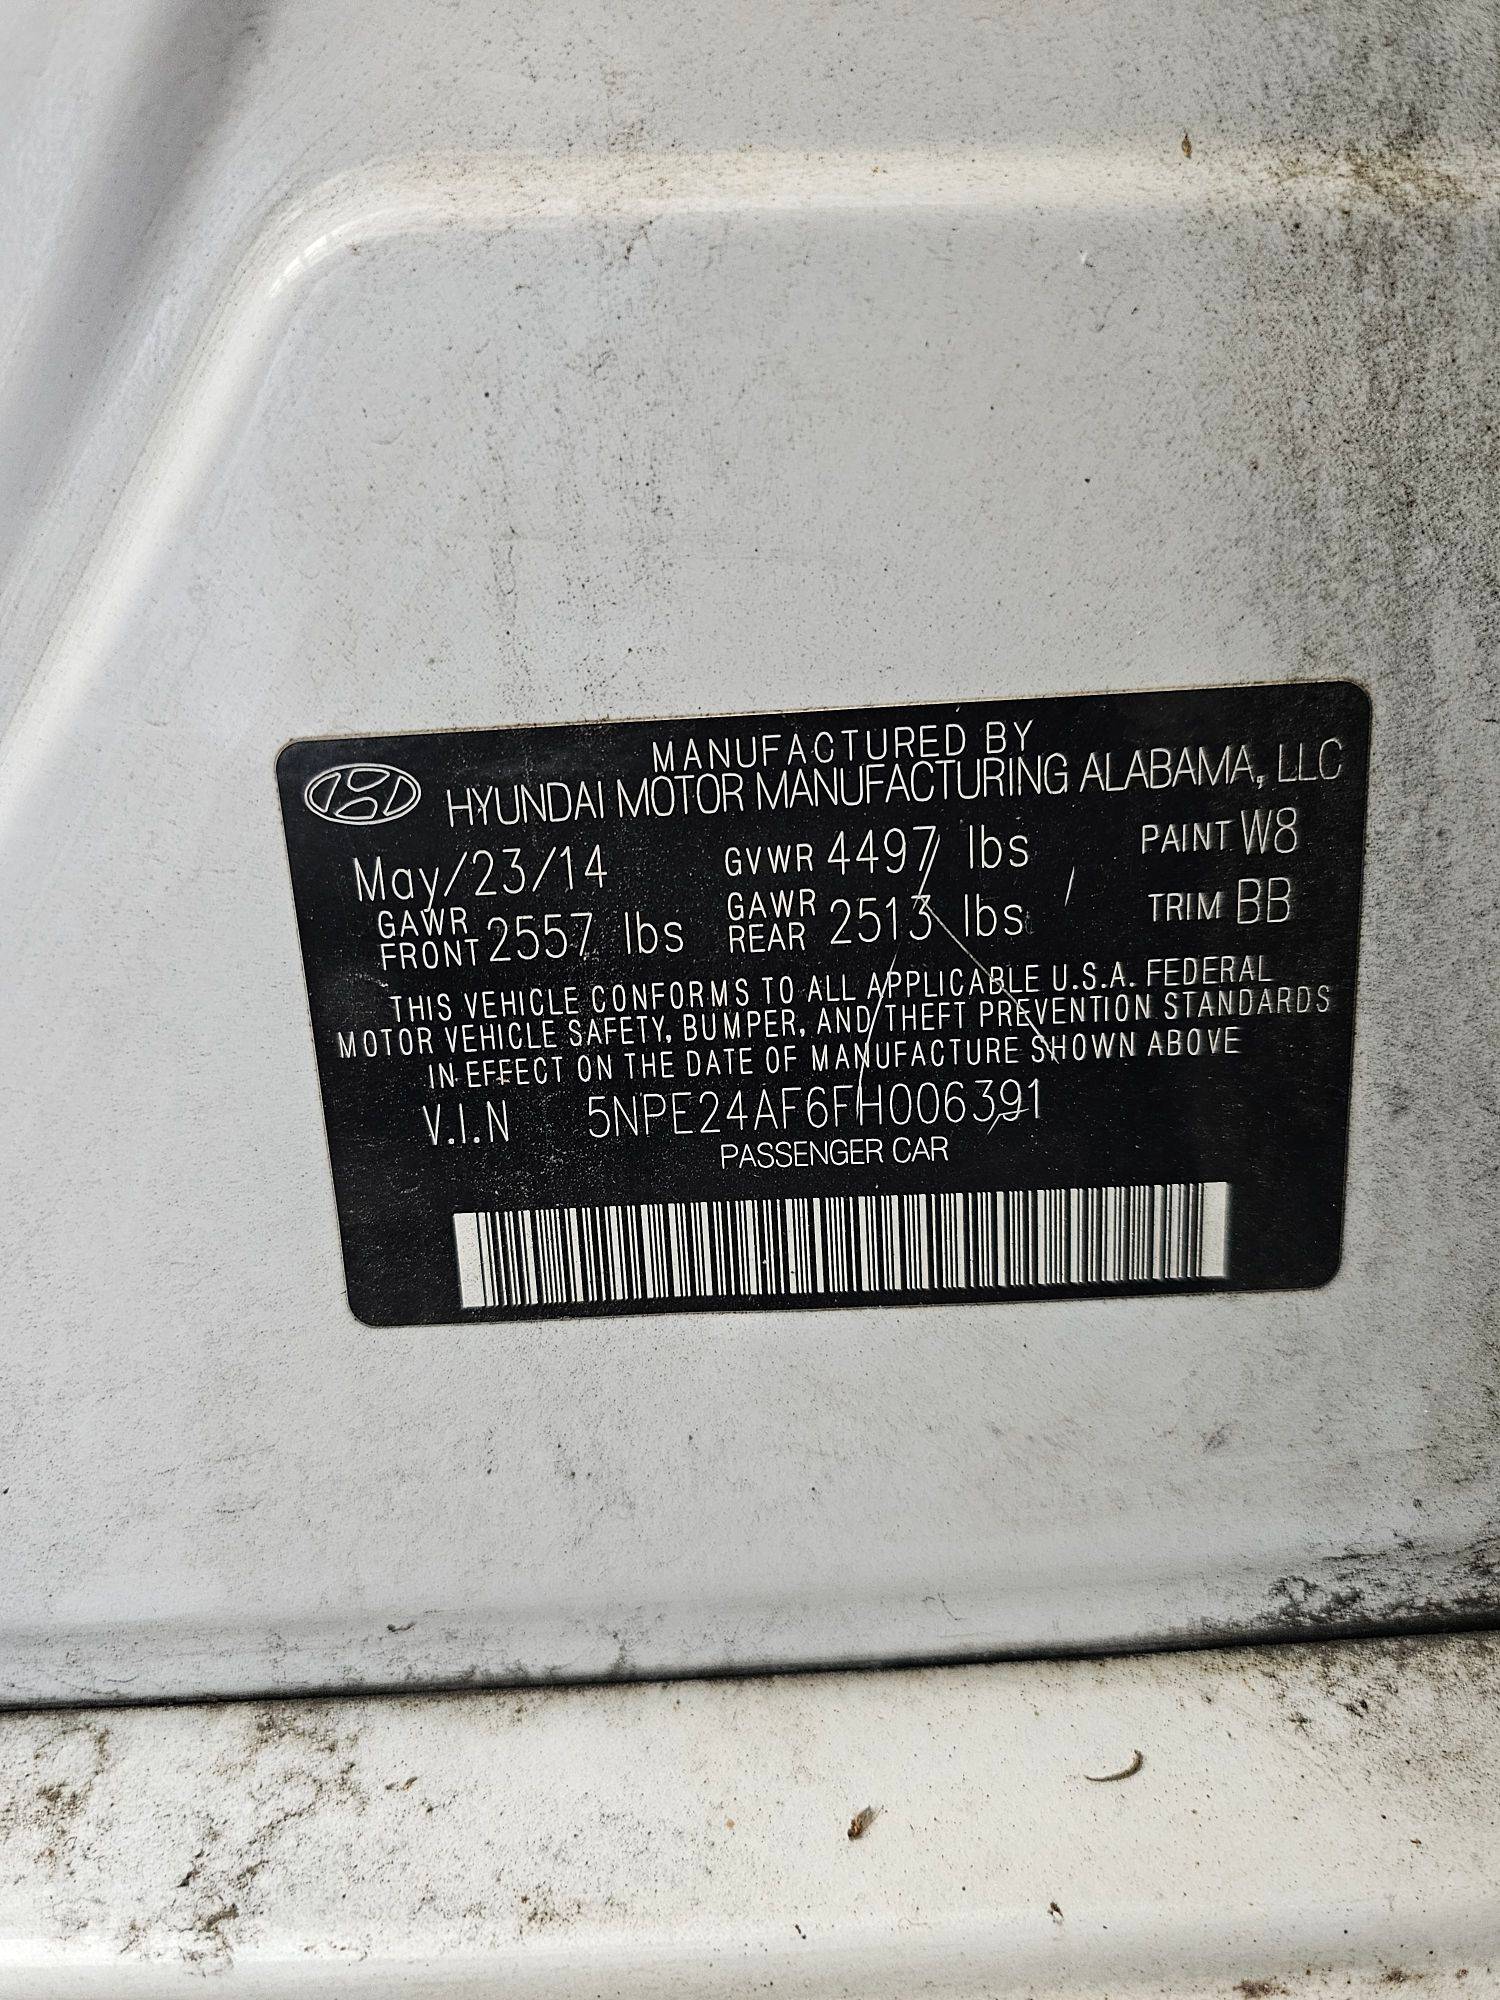 MANUFACTURED BY
HYUNDAI MOTOR MANUFACTURING ALABAMA, LLC
May/23/14 GVWR 4497 lbs PAINT W8
GAWR FRONT 2557 lbs GAWR REAR 2513 lbs TRIM BB
THIS VEHICLE CONFORMS TO ALL APPLICABLE U.S.A. FEDERAL
MOTOR VEHICLE SAFETY, BUMPER, AND THEFT PREVENTION STANDARDS
IN EFFECT ON THE DATE OF MANUFACTURE SHOWN ABOVE
V.I.N 5NPE24AF6FH006391
PASSENGER CAR